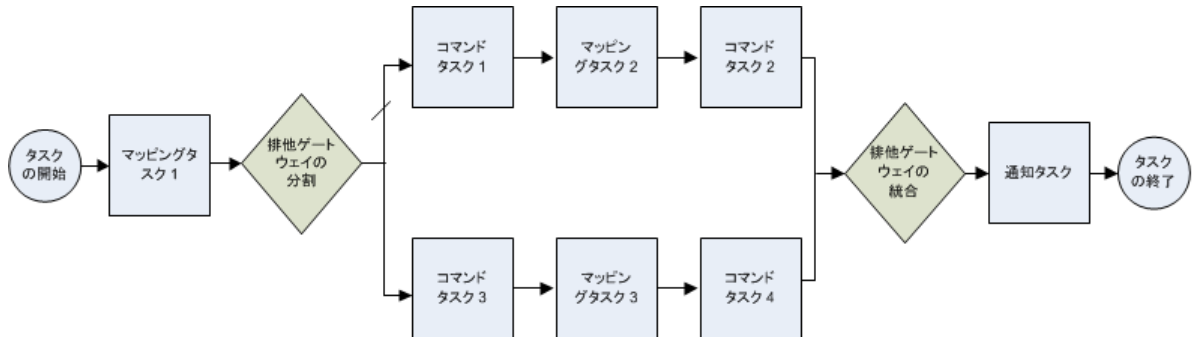 タスク
の開始
マッピングタ
スク 1
排他ゲート
ウェイの
分割
コマンド
タスク 1
マッピン
グタスク 2
コマンド
タスク 2
コマンド
タスク 3
マッピン
グタスク 3
コマンド
タスク 4
排他ゲート
ウェイの
統合
通知タスク
タスク
の終了